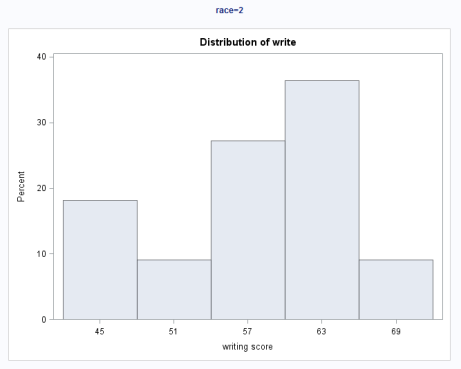 race=2
Distribution of write
40
30
20
10
0
Percent
45 51 57 63 69
writing score